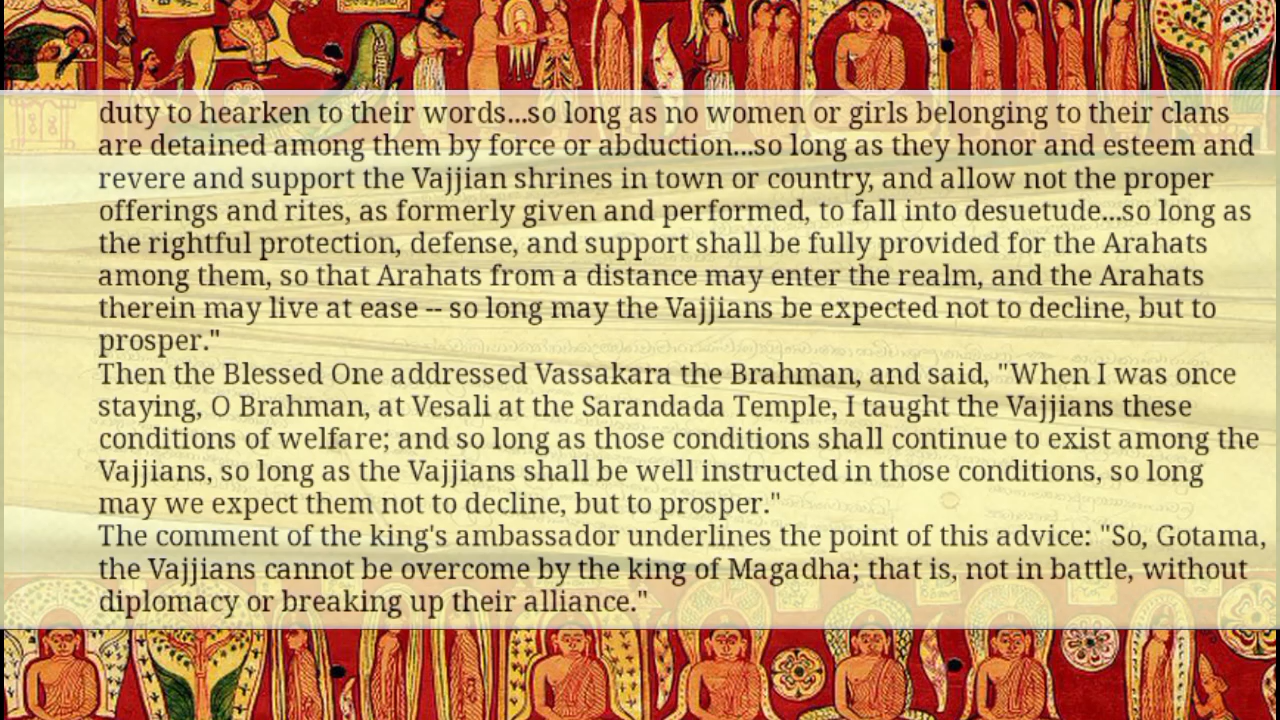 duty to hearken to their words...so long as no women or girls belonging to their clans
are detained among them by force or abduction...so long as they honor and esteem and
revere and support the Vajjian shrines in town or country, and allow not the proper
offerings and rites, as formerly given and performed, to fall into desuetude...so long as
the rightful protection, defense, and support shall be fully provided for the Arahats
among them, so that Arahats from a distance may enter the realm, and the Arahats
therein may live at ease -- so long may the Vajjians be expected not to decline, but to
prosper."
Then the Blessed One addressed Vassakara the Brahman, and said, "When I was once
staying, O Brahman, at Vesali at the Sarandada Temple, I taught the Vajjians these
conditions of welfare; and so long as those conditions shall continue to exist among the
Vajjians, so long as the Vajjians shall be well instructed in those conditions, so long
may we expect them not to decline, but to prosper."
The comment of the king's ambassador underlines the point of this advice: "So, Gotama,
the Vajjians cannot be overcome by the king of Magadha; that is, not in battle, without
diplomacy or breaking up their alliance."